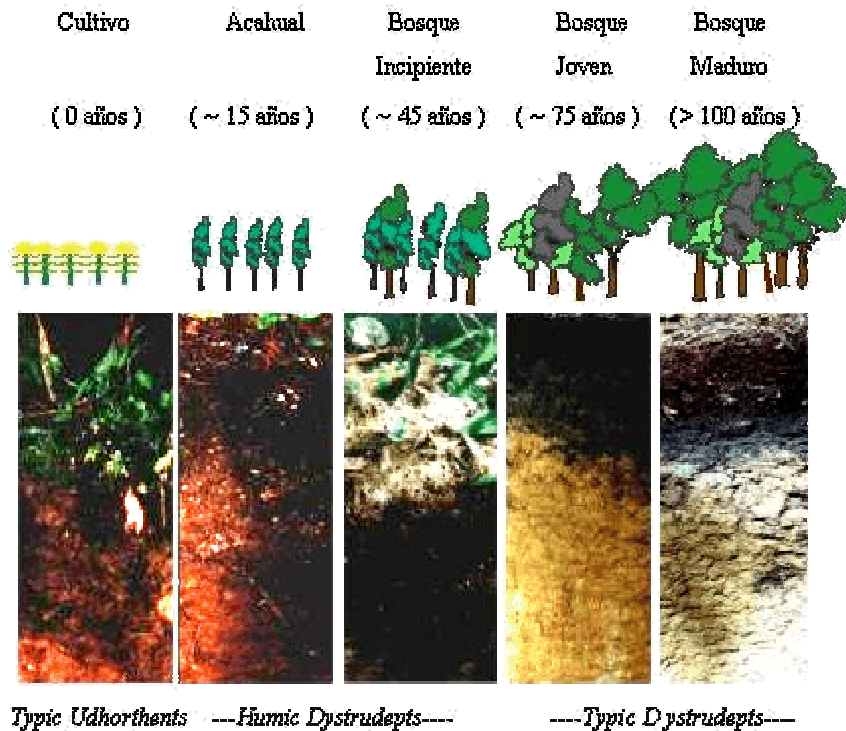 Cultivo Acahual Bosque Bosque Bosque
Incipiente Joven Maduro
( 0 años ) ( ~ 15 años ) ( ~ 45 años ) ( ~ 75 años ) (> 100 años )
Typic Udhorthents ---Humic Dystrudepts---- ----Typic Dystrudepts----